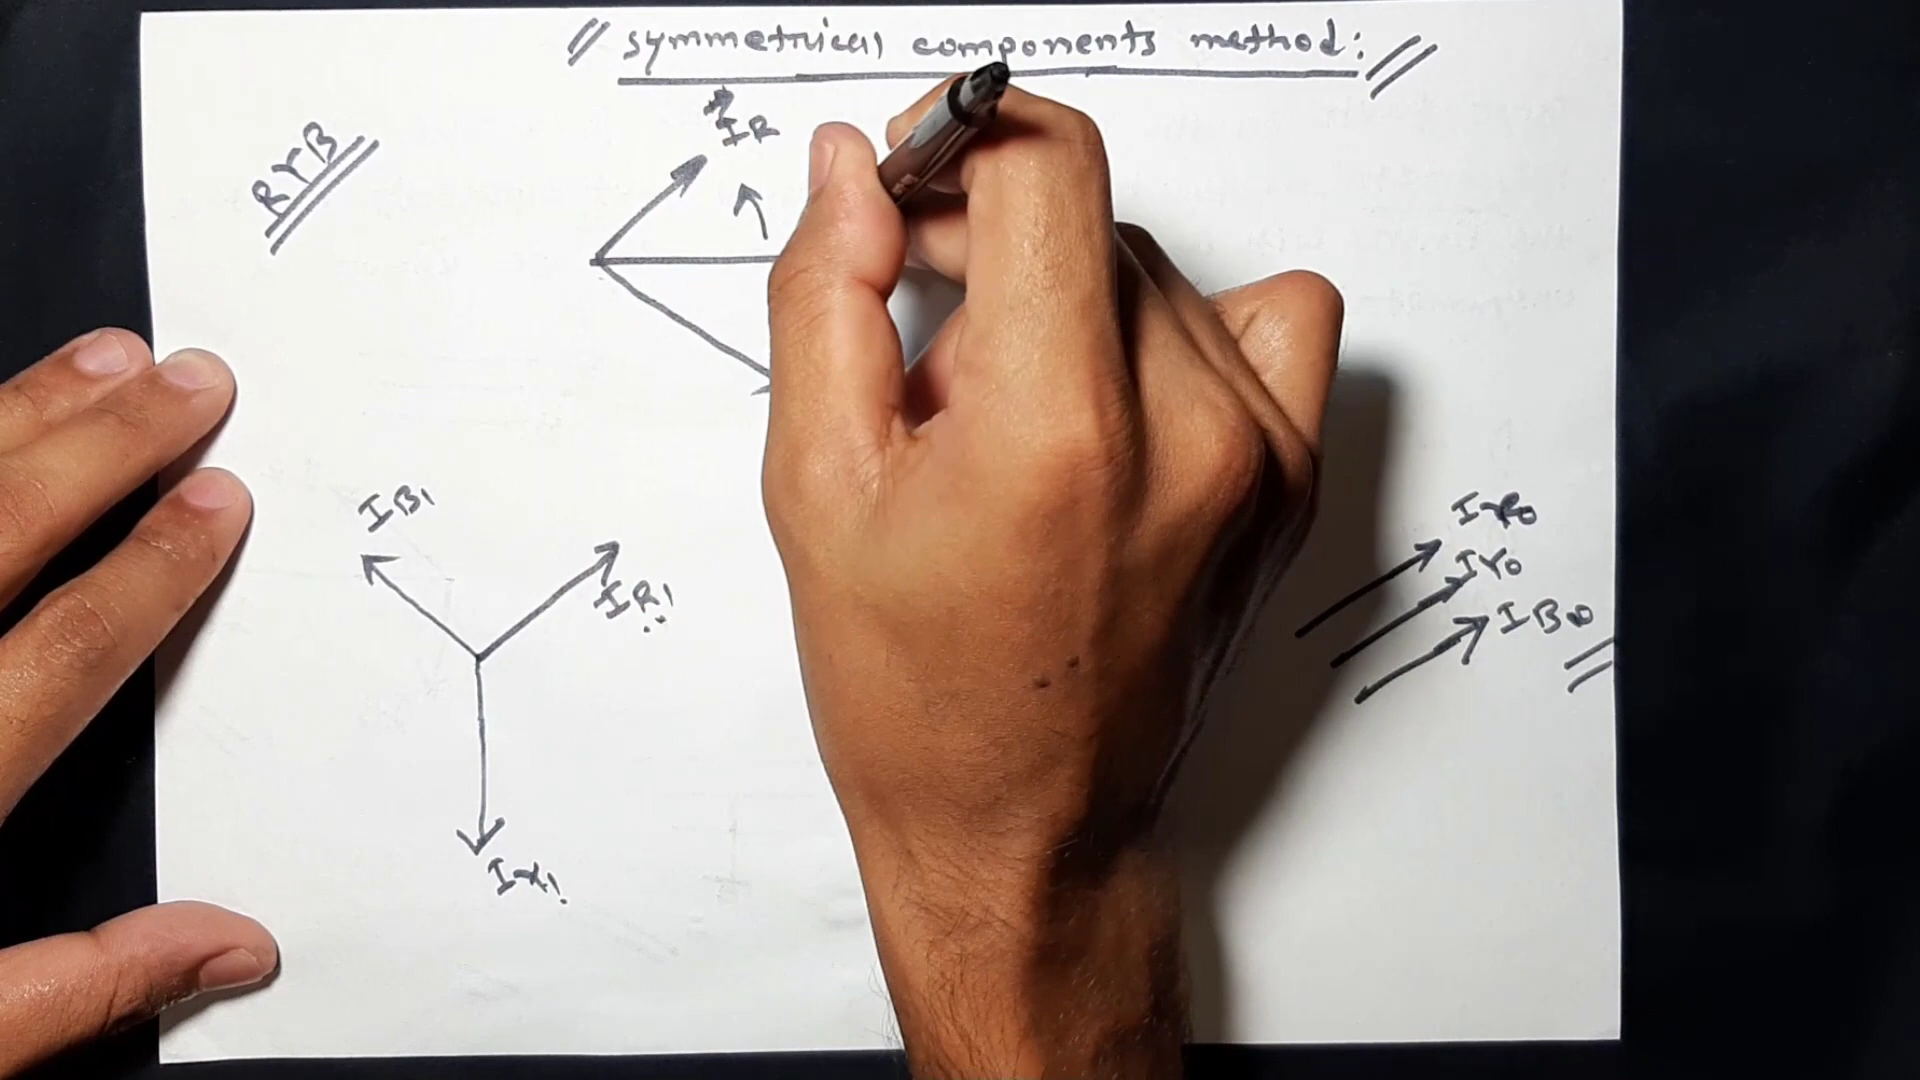 symmetrical components method:
IR
RYB
IB1
IR1
IR0
IY0
IB0
IY1